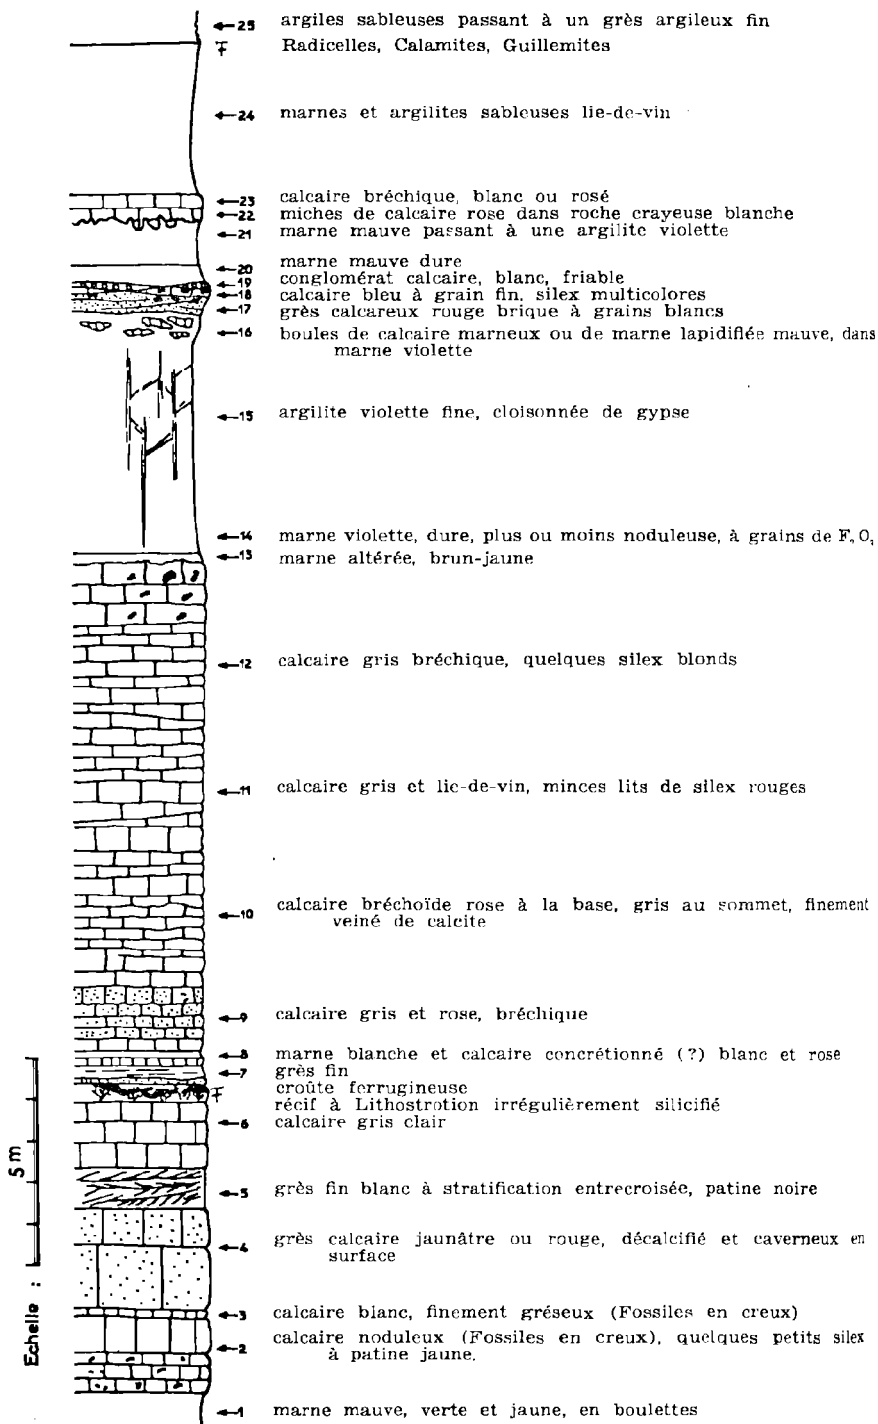 25 argiles sableuses passant à un grès argileux fin
F Radicelles, Calamites, Guillemites
24 marnes et argilites sableuses lie-de-vin
23 calcaire bréchique, blanc ou rosé
22 miches de calcaire rose dans roche crayeuse blanche
21 marne mauve passant à une argilite violette
20 marne mauve dure
19 conglomérat calcaire, blanc, friable
18 calcaire bleu à grain fin. silex multicolores
17 grès calcareux rouge brique à grains blancs
16 boules de calcaire marneux ou de marne lapidifiée mauve, dans
marne violette
15 argilite violette fine, cloisonnée de gypse
14 marne violette, dure, plus ou moins noduleuse, à grains de
13 marne altérée, brun-jaune
12 calcaire gris bréchique, quelques silex blonds
11 calcaire gris et lie-de-vin, minces lits de silex rouges
10 calcaire bréchoïde rose à la base, gris au sommet, finement
veiné de calcite
9 calcaire gris et rose, bréchique
8 marne blanche et calcaire concrétionné (?) blanc et rose
7 grès fin
croûte ferrugineuse
F récif à Lithostrotion irrégulièrement silicifié
6 calcaire gris clair
5 grès fin blanc à stratification entrecroisée, patine noire
4 grès calcaire jaunâtre ou rouge, décalcifié et caverneux en
surface
3 calcaire blanc, finement gréseux (Fossiles en creux)
2 calcaire noduleux (Fossiles en creux), quelques petits silex
à patine jaune.
1 marne mauve, verte et jaune, en boulettes
Echelle : 5 m